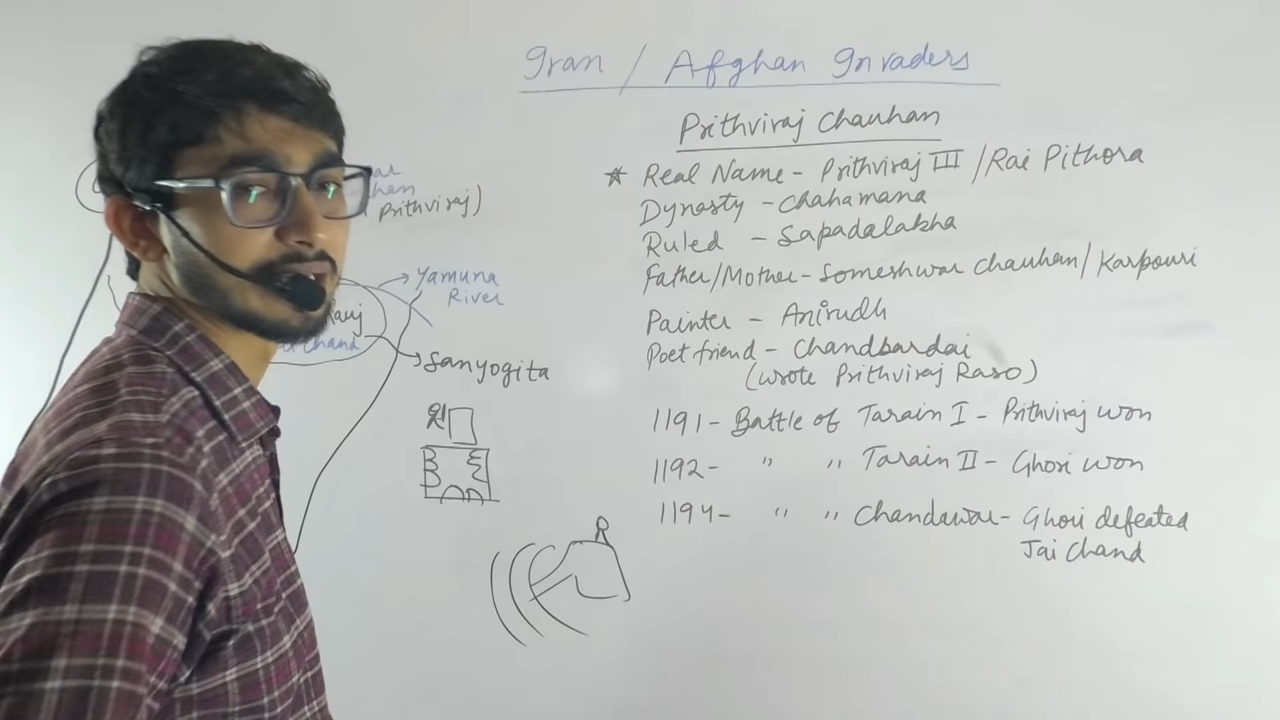 Iran / Afghan Invaders
Prithviraj Chauhan
* Real Name - Prithviraj III / Rai Pithora
Dynasty - Chahamana
Ruled - Sapadalakha
Father/Mother - Someshwar Chauhan / Karpouri
Painter - Anirudh
Poet friend - Chandbardai
(wrote Prithviraj Raso)
1191 - Battle of Tarain I - Prithviraj won
1192 - " " Tarain II - Ghori won
1194 - " " Chandawar - Ghori defeated
Jai Chand
Prithviraj)
Yamuna
River
Chand
Sanyogita